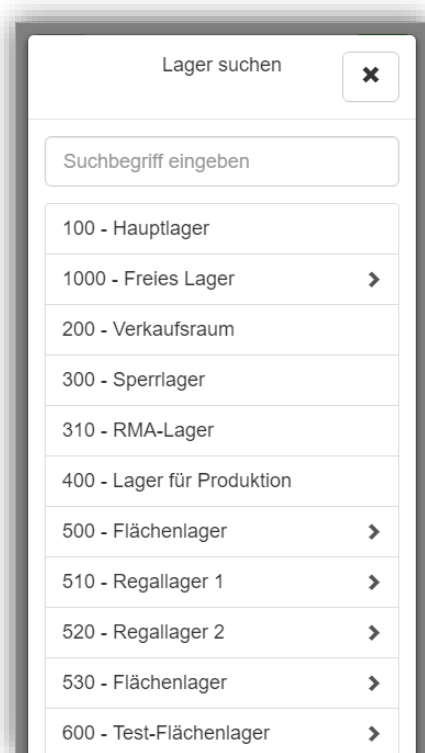 Lager suchen
Suchbegriff eingeben
100 - Hauptlager
1000 - Freies Lager
200 - Verkaufsraum
300 - Sperrlager
310 - RMA-Lager
400 - Lager für Produktion
500 - Flächenlager
510 - Regallager 1
520 - Regallager 2
530 - Flächenlager
600 - Test-Flächenlager